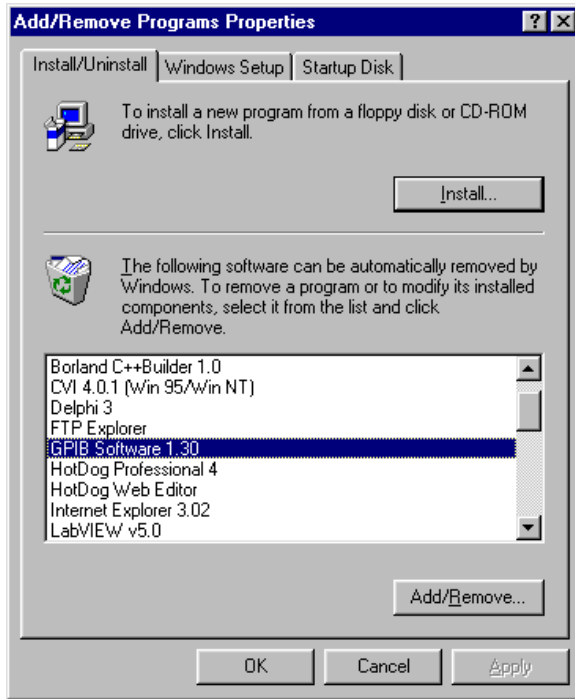 Add/Remove Programs Properties
Install/Uninstall Windows Setup Startup Disk
To install a new program from a floppy disk or CD-ROM
drive, click Install.
Install...
The following software can be automatically removed by
Windows. To remove a program or to modify its installed
components, select it from the list and click
Add/Remove.
Borland C++Builder 1.0
CVI 4.0.1 (Win 95/Win NT)
Delphi 3
FTP Explorer
GPIB Software 1.30
HotDog Professional 4
HotDog Web Editor
Internet Explorer 3.02
LabVIEW v5.0
Add/Remove...
OK Cancel Apply